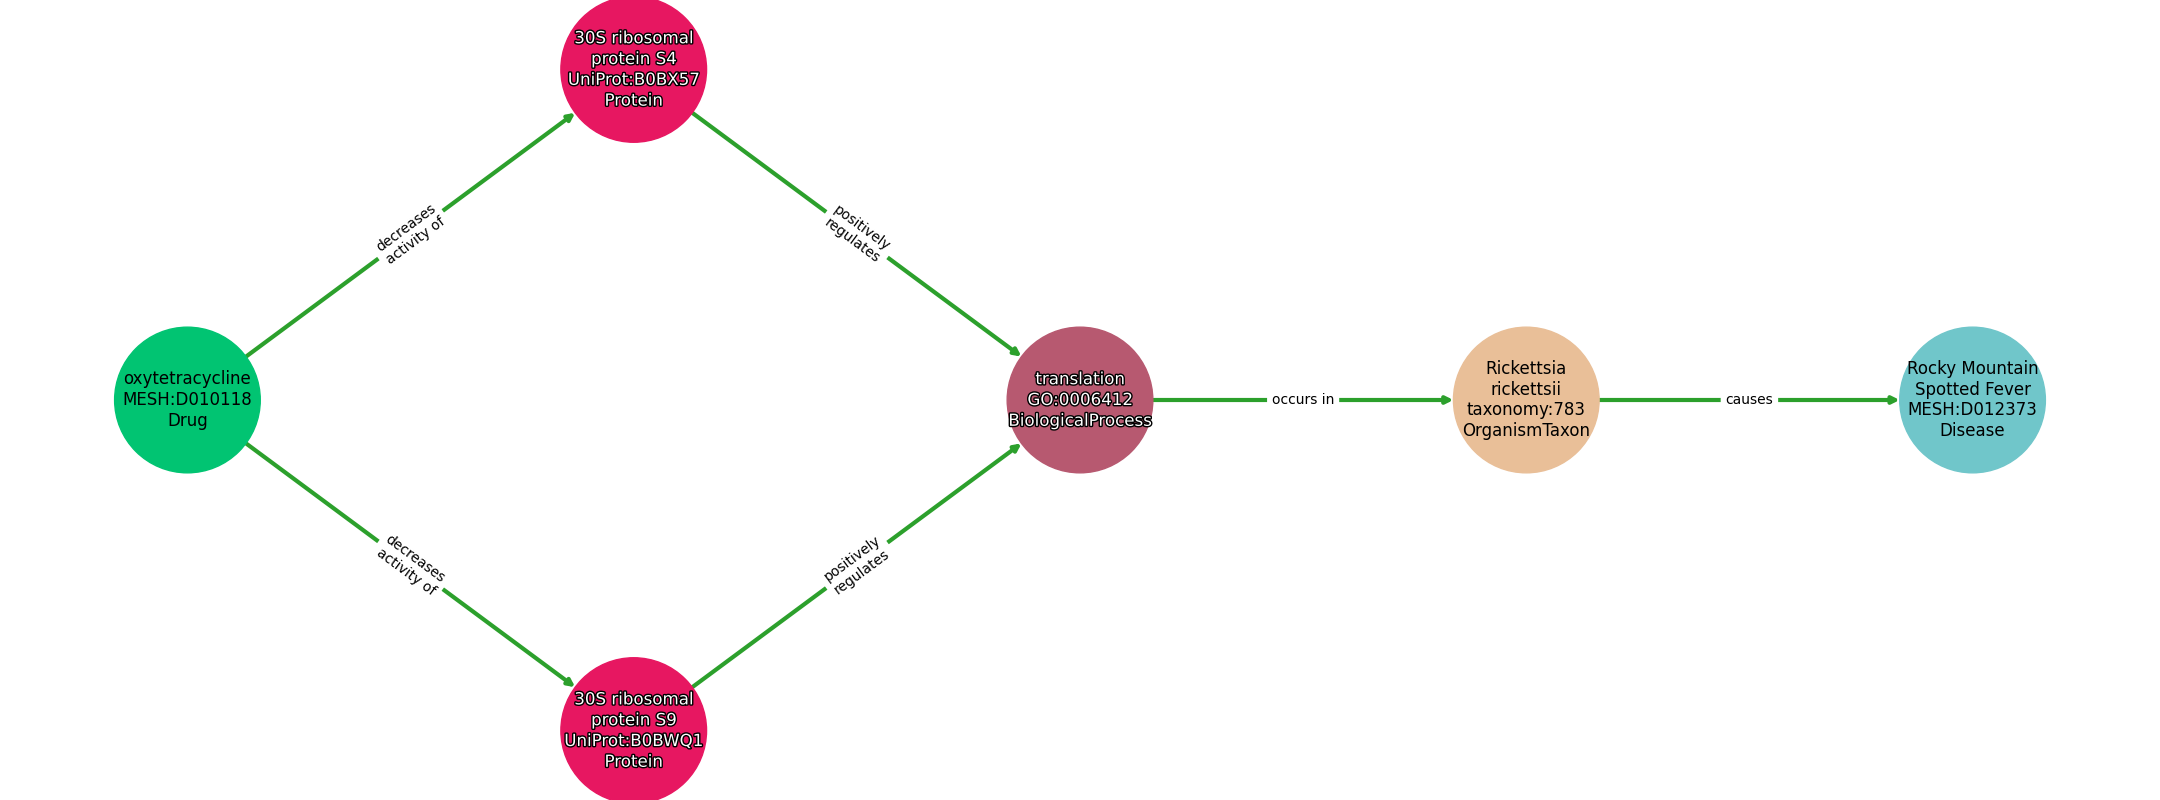 30S ribosomal
protein S4
UniProt:B0BX57
Protein
decreases
activity of
positively
regulates
oxytetracycline
MESH:D010118
Drug
translation
GO:0006412
BiologicalProcess
occurs in
Rickettsia
rickettsii
taxonomy:783
OrganismTaxon
causes
Rocky Mountain
Spotted Fever
MESH:D012373
Disease
decreases
activity of
positively
regulates
30S ribosomal
protein S9
UniProt:B0BWQ1
Protein